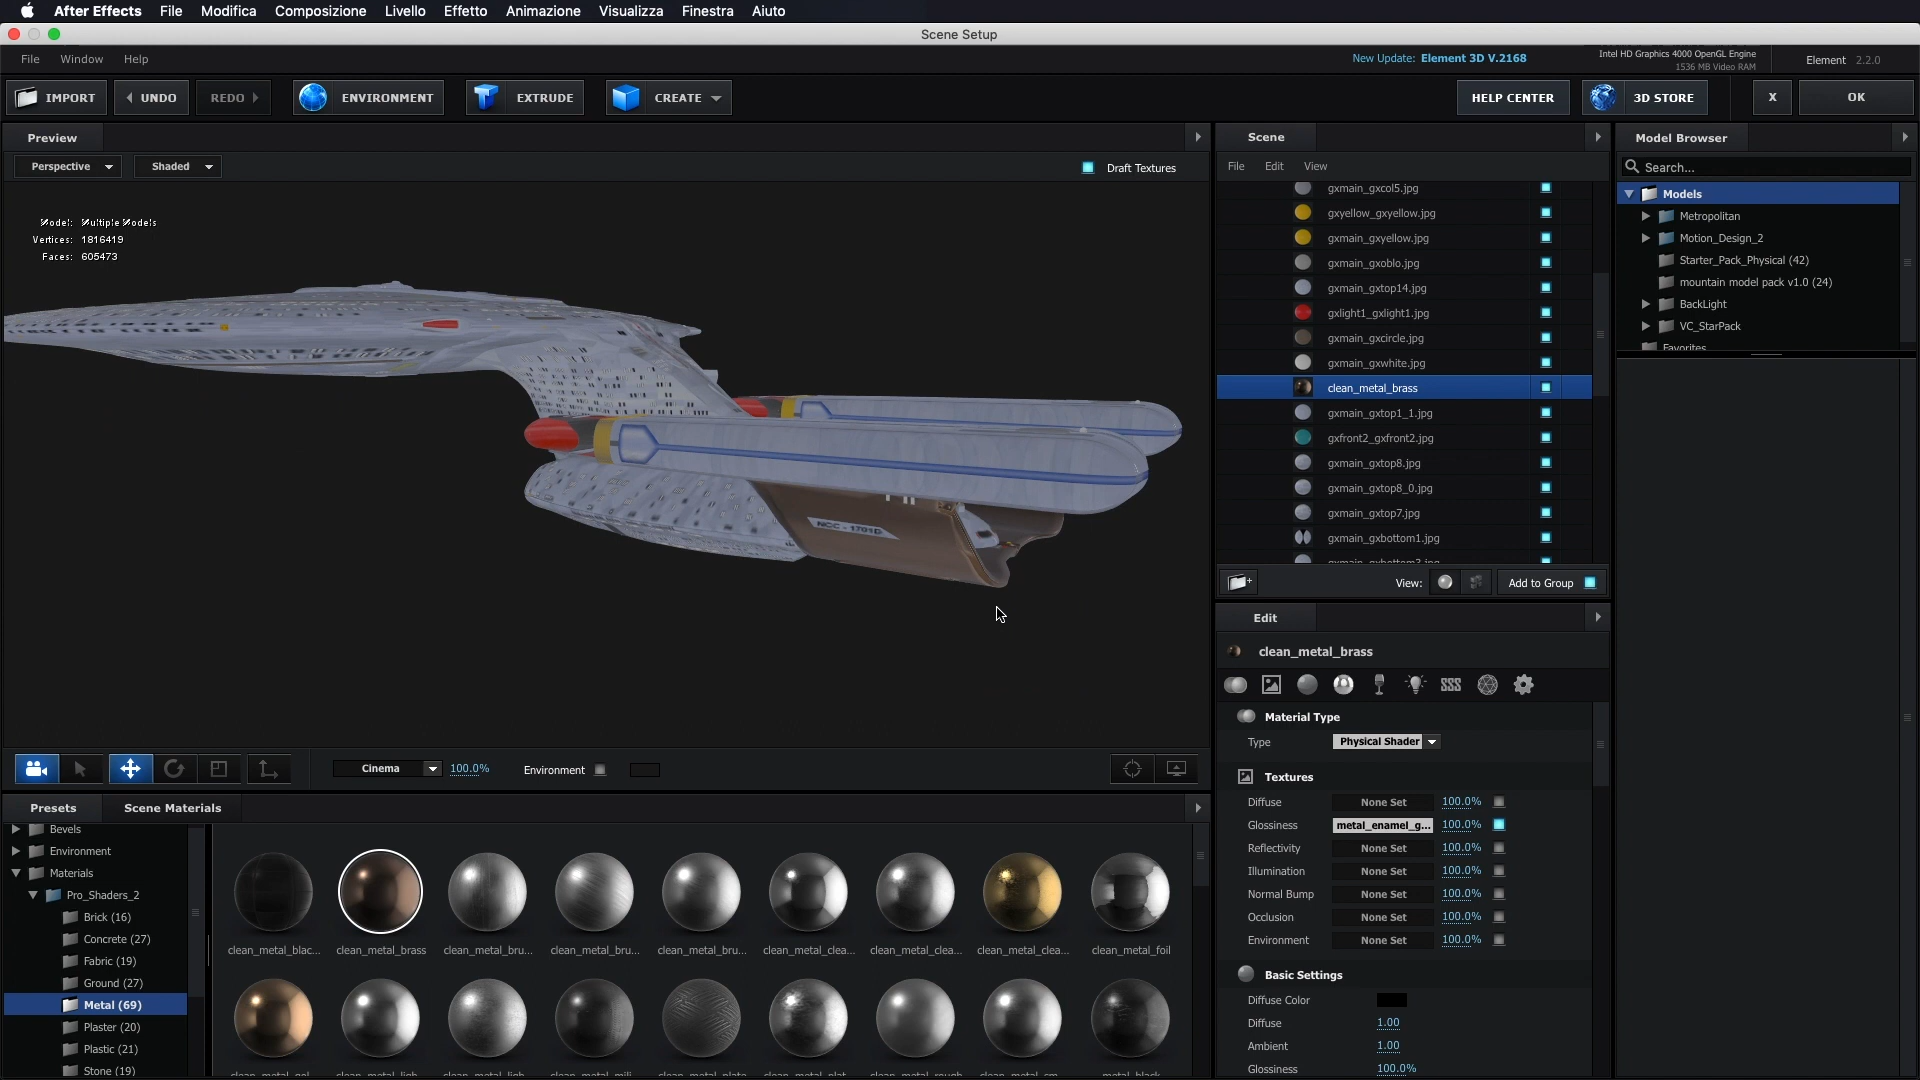 After Effects File Modifica Composizione Livello Effetto Animazione Visualizza Finestra Aiuto
Scene Setup
File Window Help
New Update: Element 3D V.2168
Intel HD Graphics 4000 OpenGL Engine
1536 MB Video RAM
Element 2.2.0
IMPORT UNDO REDO ENVIRONMENT EXTRUDE CREATE HELP CENTER 3D STORE X OK
Preview
Perspective Shaded Draft Textures
Model: Multiple Models
Vertices: 1816419
Faces: 605473
NCC - 1701D
Cinema 100.0% Environment
Presets Scene Materials
Bevels
Environment
Materials
Pro_Shaders_2
Brick (16)
Concrete (27)
Fabric (19)
Ground (27)
Metal (69)
Plaster (20)
Plastic (21)
Stone (19)
clean_metal_blac... clean_metal_brass clean_metal_bru... clean_metal_bru... clean_metal_bru... clean_metal_clea... clean_metal_clea... clean_metal_clea... clean_metal_foil
Scene
File Edit View
gxmain_gxcol5.jpg
gxyellow_gxyellow.jpg
gxmain_gxyellow.jpg
gxmain_gxoblo.jpg
gxmain_gxtop14.jpg
gxlight1_gxlight1.jpg
gxmain_gxcircle.jpg
gxmain_gxwhite.jpg
clean_metal_brass
gxmain_gxtop1_1.jpg
gxfront2_gxfront2.jpg
gxmain_gxtop8.jpg
gxmain_gxtop8_0.jpg
gxmain_gxtop7.jpg
gxmain_gxbottom1.jpg
View: Add to Group
Edit
clean_metal_brass
Material Type
Type Physical Shader
Textures
Diffuse None Set 100.0%
Glossiness metal_enamel_g... 100.0%
Reflectivity None Set 100.0%
Illumination None Set 100.0%
Normal Bump None Set 100.0%
Occlusion None Set 100.0%
Environment None Set 100.0%
Basic Settings
Diffuse Color
Diffuse 1.00
Ambient 1.00
Glossiness 100.0%
Model Browser
Search...
Models
Metropolitan
Motion_Design_2
Starter_Pack_Physical (42)
mountain model pack v1.0 (24)
BackLight
VC_StarPack
Favorites